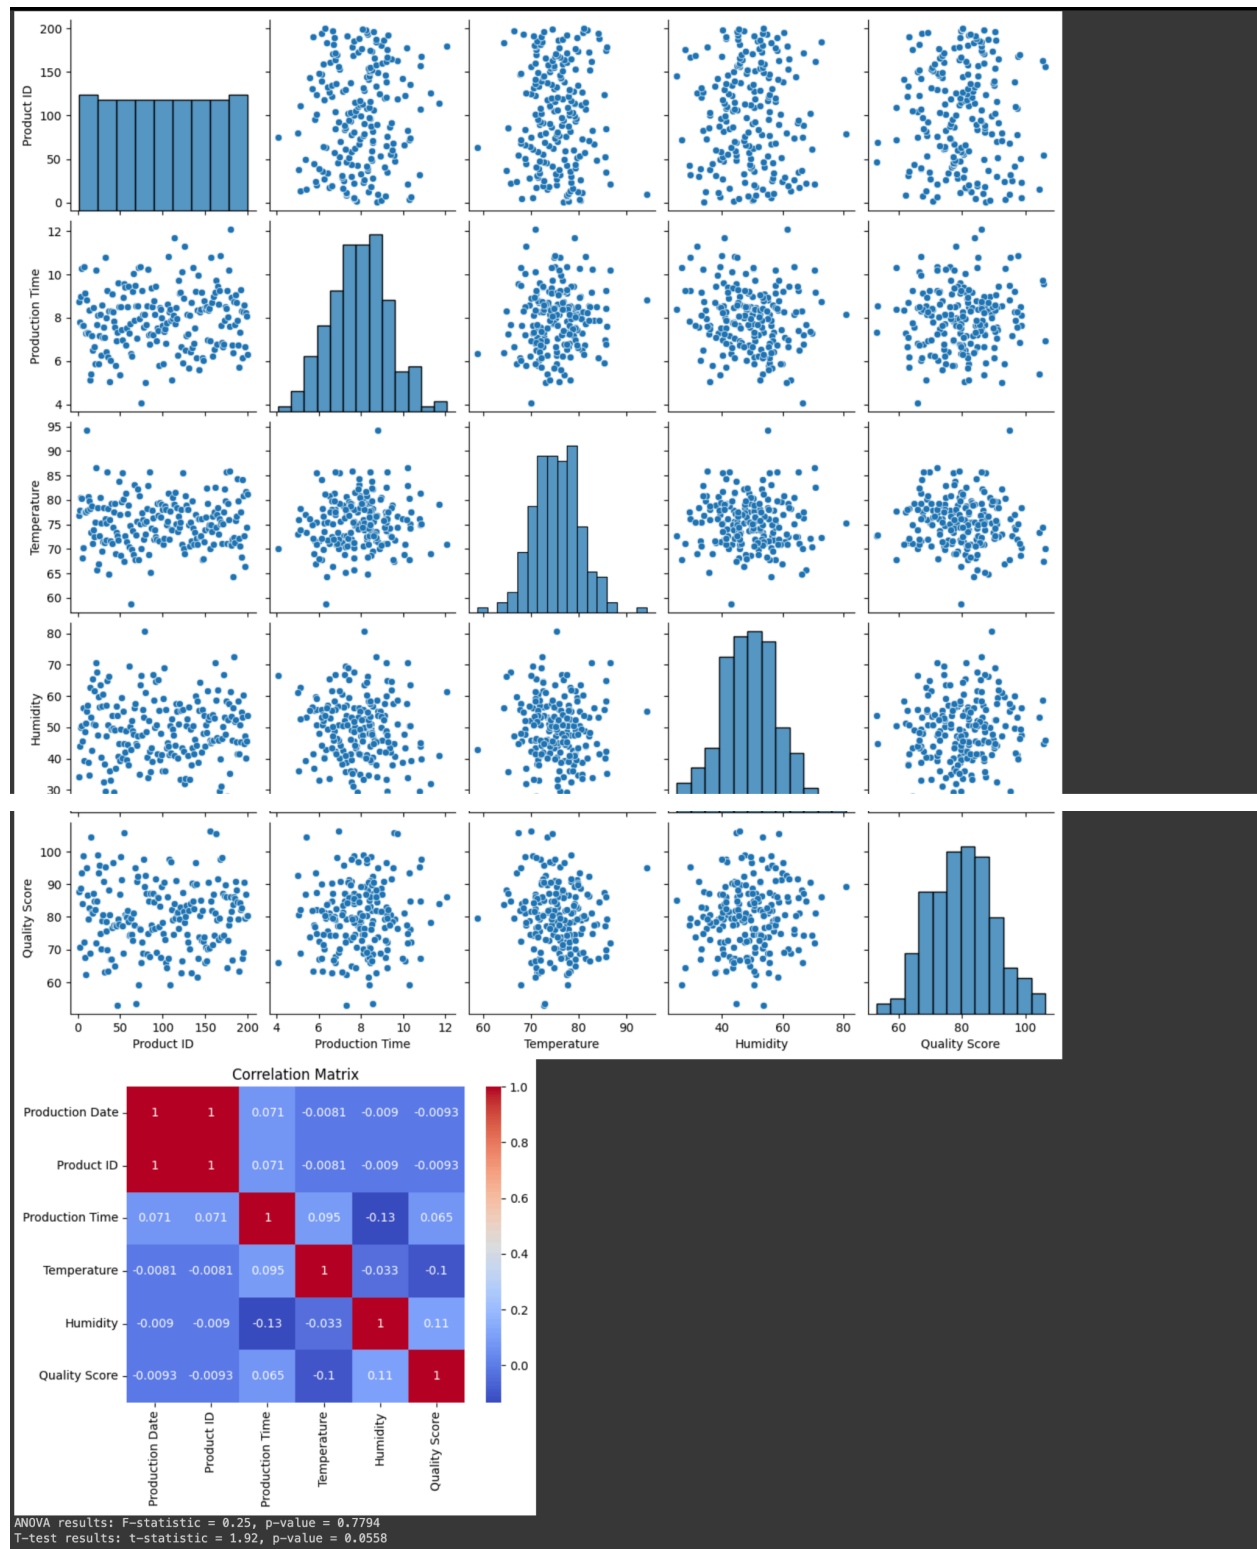 200
150
100
50
0
Product ID
12
10
8
6
4
Production Time
95
90
85
80
75
70
65
60
Temperature
80
70
60
50
40
30
Humidity
100
90
80
70
60
Quality Score
0 50 100 150 200 4 6 8 10 12 60 70 80 90 40 60 80 60 80 100
Product ID Production Time Temperature Humidity Quality Score
Correlation Matrix
Production Date 1 1 0.071 -0.0081 -0.009 -0.0093
Product ID 1 1 0.071 -0.0081 -0.009 -0.0093
Production Time 0.071 0.071 1 0.095 -0.13 0.065
Temperature -0.0081 -0.0081 0.095 1 -0.033 -0.1
Humidity -0.009 -0.009 -0.13 -0.033 1 0.11
Quality Score -0.0093 -0.0093 0.065 -0.1 0.11 1
1.0
0.8
0.6
0.4
0.2
0.0
Production Date
Product ID
Production Time
Temperature
Humidity
Quality Score
ANOVA results: F-statistic = 0.25, p-value = 0.7794
T-test results: t-statistic = 1.92, p-value = 0.0558